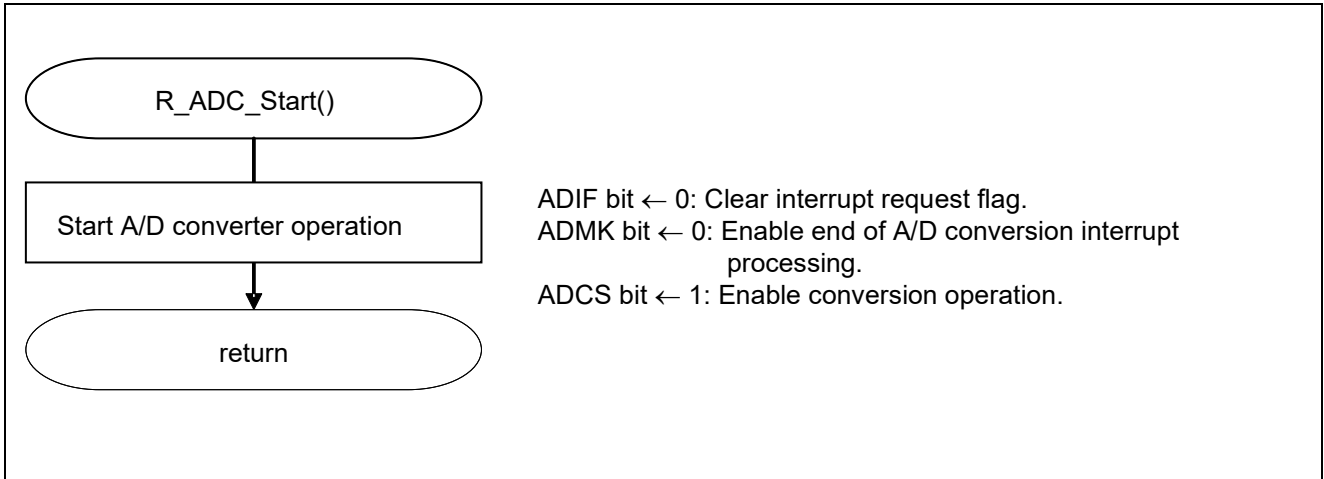 R_ADC_Start()
Start A/D converter operation
ADIF bit ← 0: Clear interrupt request flag.
ADMK bit ← 0: Enable end of A/D conversion interrupt
processing.
ADCS bit ← 1: Enable conversion operation.
return